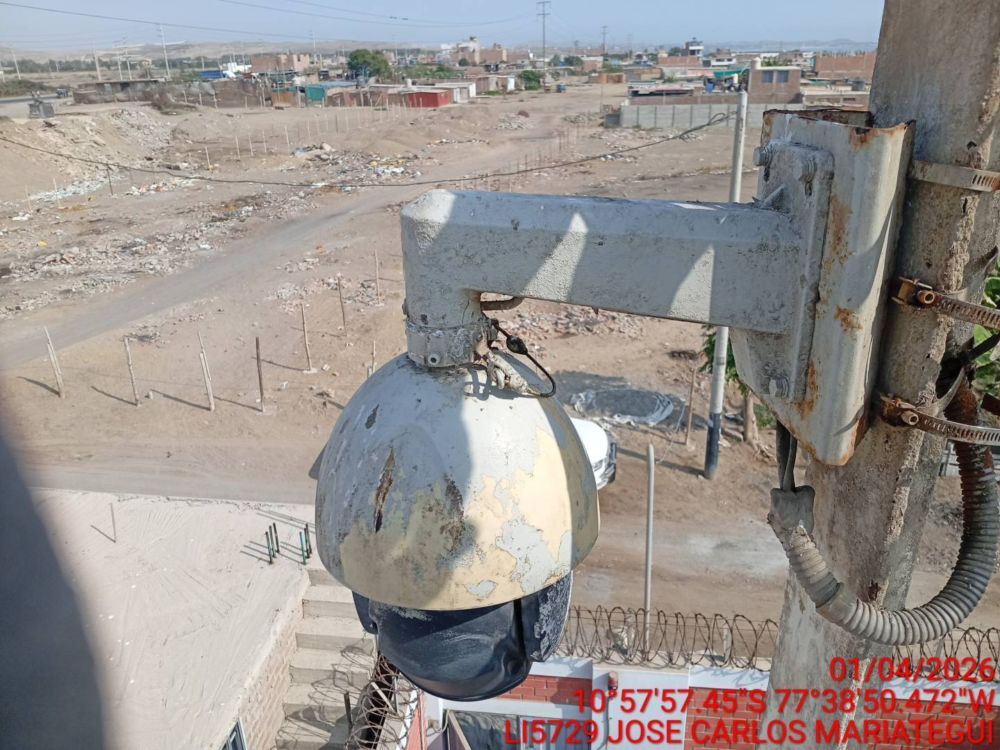 01/04/2026
10°57'57.45"S 77°38'50.472"W
LI5729 JOSE CARLOS MARIATEGUI